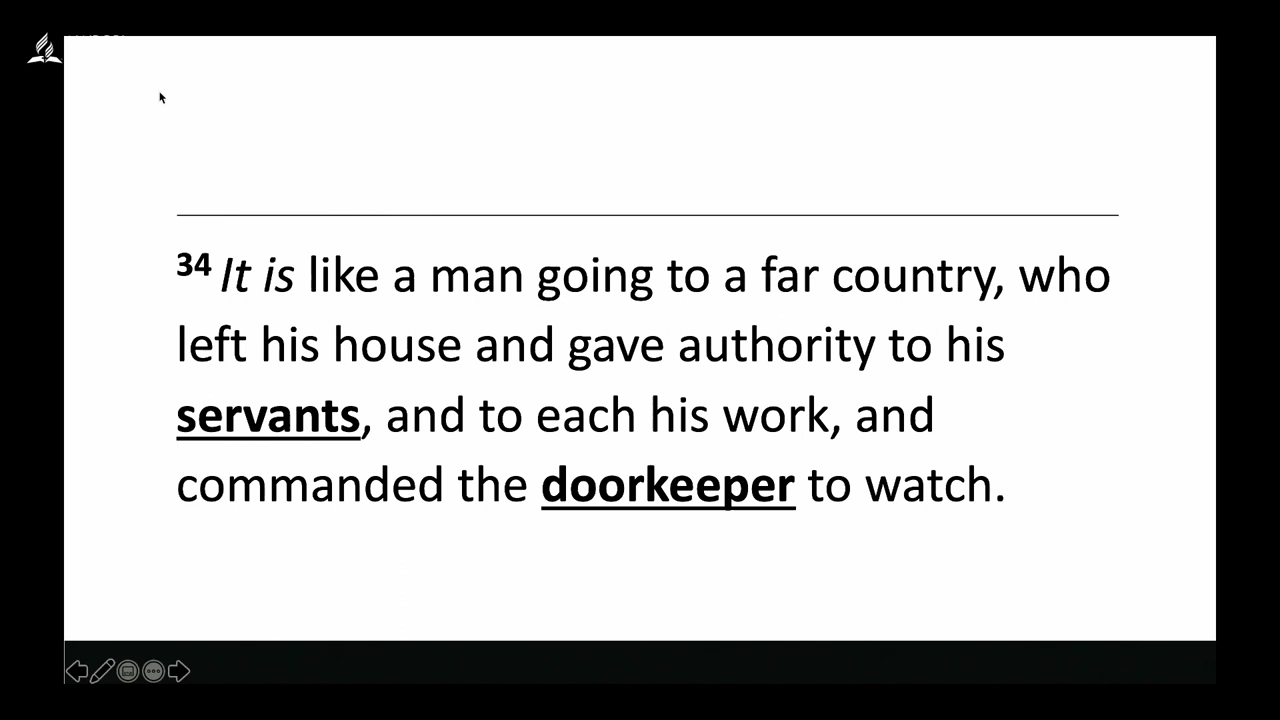 34 It is like a man going to a far country, who
left his house and gave authority to his
servants, and to each his work, and
commanded the doorkeeper to watch.